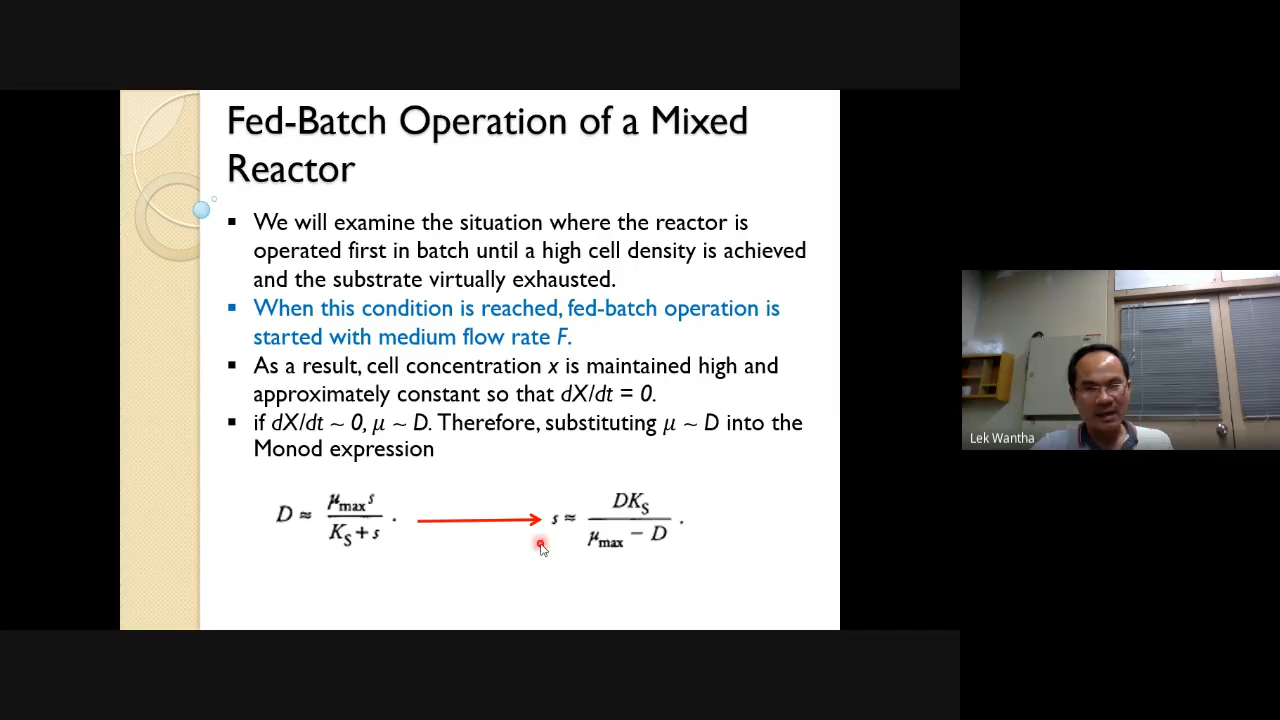 Fed-Batch Operation of a Mixed
Reactor
▪ We will examine the situation where the reactor is
operated first in batch until a high cell density is achieved
and the substrate virtually exhausted.
▪ When this condition is reached, fed-batch operation is
started with medium flow rate F.
▪ As a result, cell concentration x is maintained high and
approximately constant so that dX/dt = 0.
▪ if dX/dt ~ 0, μ ~ D. Therefore, substituting μ ~ D into the
Monod expression
D ≈ μmax s / (KS + s) . → s ≈ DKS / (μmax − D) .
Lek Wantha